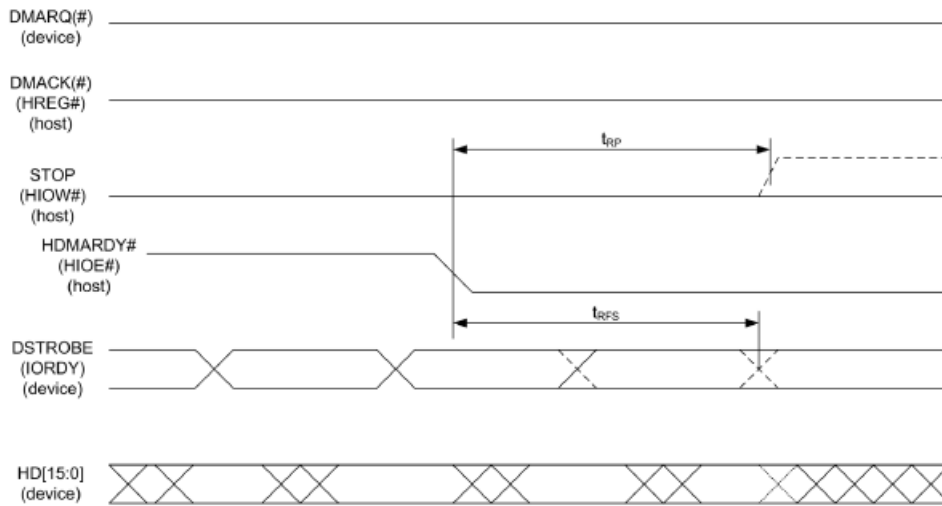 DMARQ(#)
(device)
DMACK(#)
(HREG#)
(host)
tRP
STOP
(HIOW#)
(host)
HDMARDY#
(HIOE#)
(host)
tRFS
DSTROBE
(IORDY)
(device)
HD[15:0]
(device)